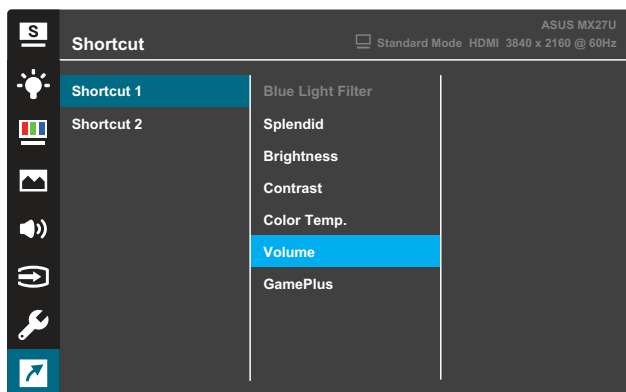 S
ASUS MX27U
Shortcut
Standard Mode HDMI 3840 x 2160 @ 60Hz
Shortcut 1
Shortcut 2
Blue Light Filter
Splendid
Brightness
Contrast
Color Temp.
Volume
GamePlus